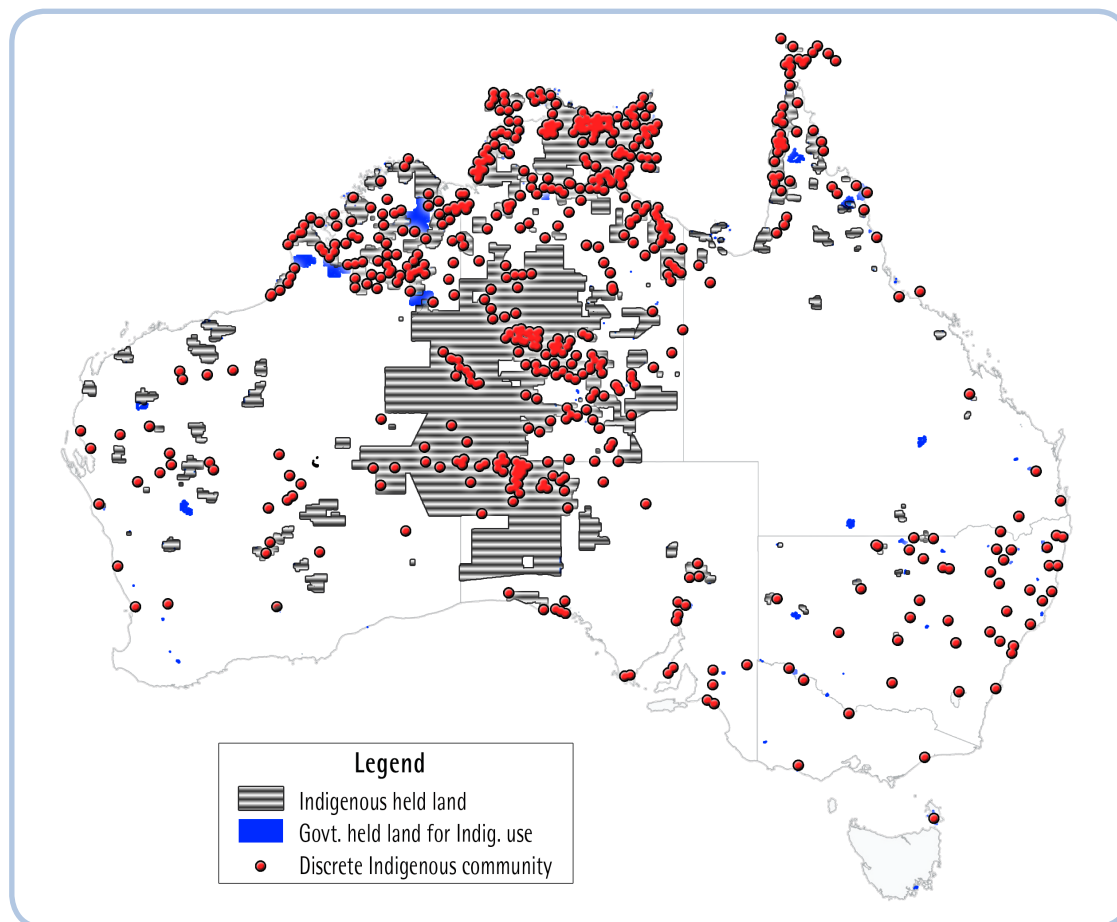 Legend
Indigenous held land
Govt. held land for Indig. use
Discrete Indigenous community